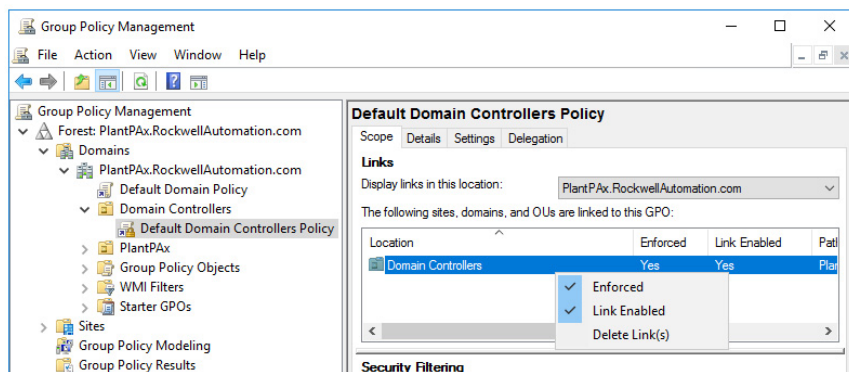 Group Policy Management
File Action View Window Help
Group Policy Management
Forest: PlantPAx.RockwellAutomation.com
Domains
PlantPAx.RockwellAutomation.com
Default Domain Policy
Domain Controllers
Default Domain Controllers Policy
PlantPAx
Group Policy Objects
WMI Filters
Starter GPOs
Sites
Group Policy Modeling
Group Policy Results
Default Domain Controllers Policy
Scope Details Settings Delegation
Links
Display links in this location: PlantPAx.RockwellAutomation.com
The following sites, domains, and OUs are linked to this GPO:
Location Enforced Link Enabled Patl
Domain Controllers Yes Yes Plan
Enforced
Link Enabled
Delete Link(s)
Security Filtering